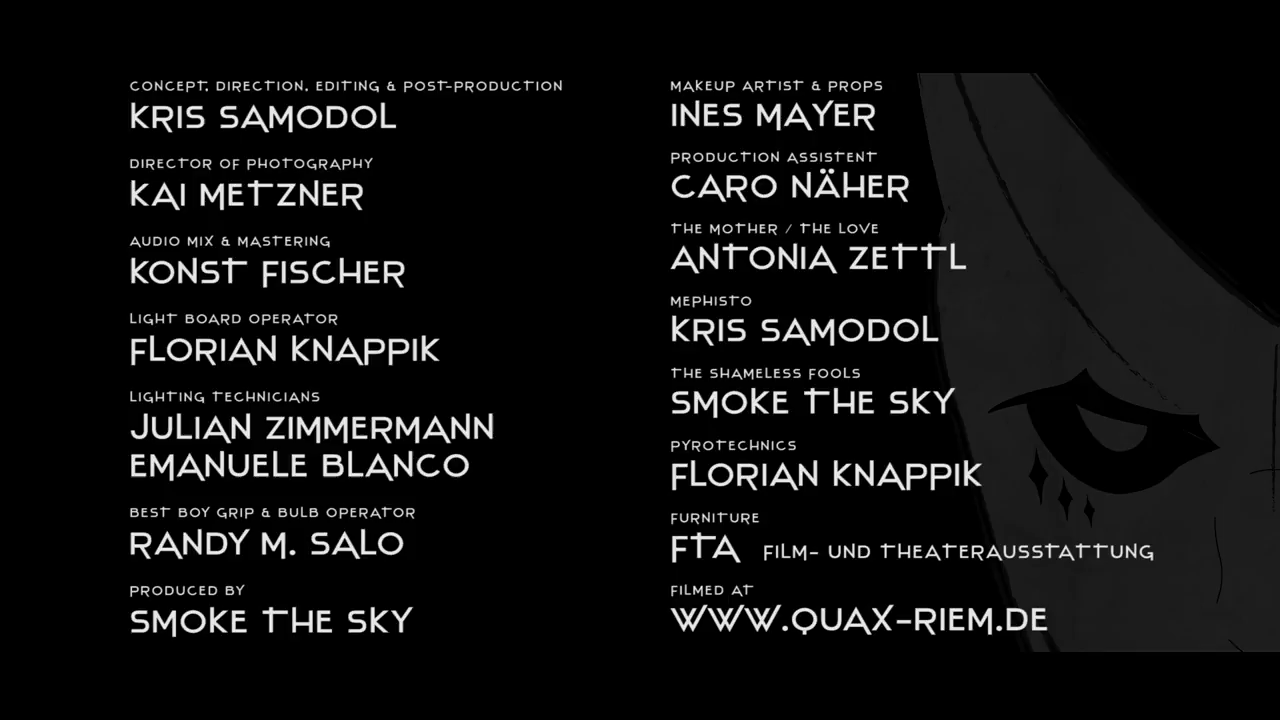 CONCEPT, DIRECTION, EDITING & POST-PRODUCTION
KRIS SAMODOL
DIRECTOR OF PHOTOGRAPHY
KAI METZNER
AUDIO MIX & MASTERING
KONST FISCHER
LIGHT BOARD OPERATOR
FLORIAN KNAPPIK
LIGHTING TECHNICIANS
JULIAN ZIMMERMANN
EMANUELE BLANCO
BEST BOY GRIP & BULB OPERATOR
RANDY M. SALO
PRODUCED BY
SMOKE THE SKY
MAKEUP ARTIST & PROPS
INES MAYER
PRODUCTION ASSISTENT
CARO NÄHER
THE MOTHER / THE LOVE
ANTONIA ZETTL
MEPHISTO
KRIS SAMODOL
THE SHAMELESS FOOLS
SMOKE THE SKY
PYROTECHNICS
FLORIAN KNAPPIK
FURNITURE
FTA FILM- UND THEATERAUSSTATTUNG
FILMED AT
WWW.QUAX-RIEM.DE